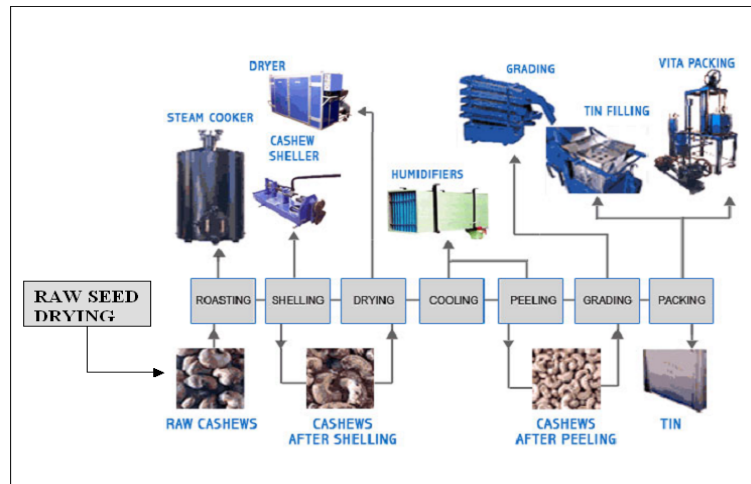 DRYER
GRADING
VITA PACKING
TIN FILLING
STEAM COOKER
CASHEW
SHELLER
HUMIDIFIERS
RAW SEED
DRYING
ROASTING
SHELLING
DRYING
COOLING
PEELING
GRADING
PACKING
RAW CASHEWS
CASHEWS
AFTER SHELLING
CASHEWS
AFTER PEELING
TIN